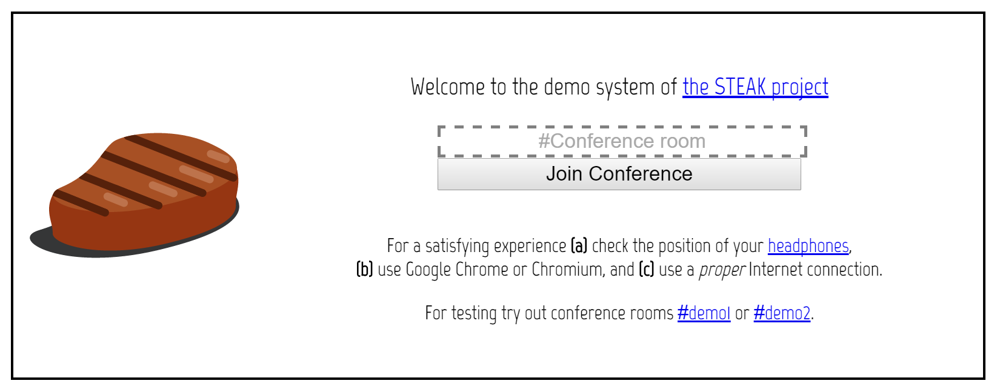 Welcome to the demo system of the STEAK project
#Conference room
Join Conference
For a satisfying experience (a) check the position of your headphones,
(b) use Google Chrome or Chromium, and (c) use a proper Internet connection.
For testing try out conference rooms #demo1 or #demo2.